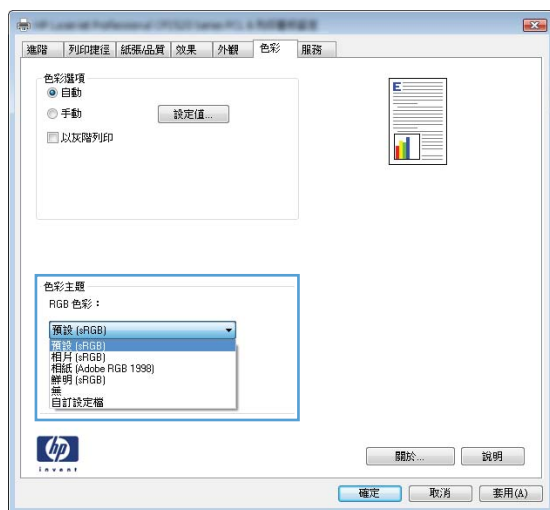 進階 列印捷徑 紙張/品質 效果 外觀 色彩 服務
色彩選項
自動
手動
設定值...
以灰階列印
E
色彩主題
RGB 色彩：
預設 (sRGB)
預設 (sRGB)
相片 (sRGB)
相紙 (Adobe RGB 1998)
鮮明 (sRGB)
無
自訂設定檔
hp
invent
關於... 說明
確定 取消 套用(A)